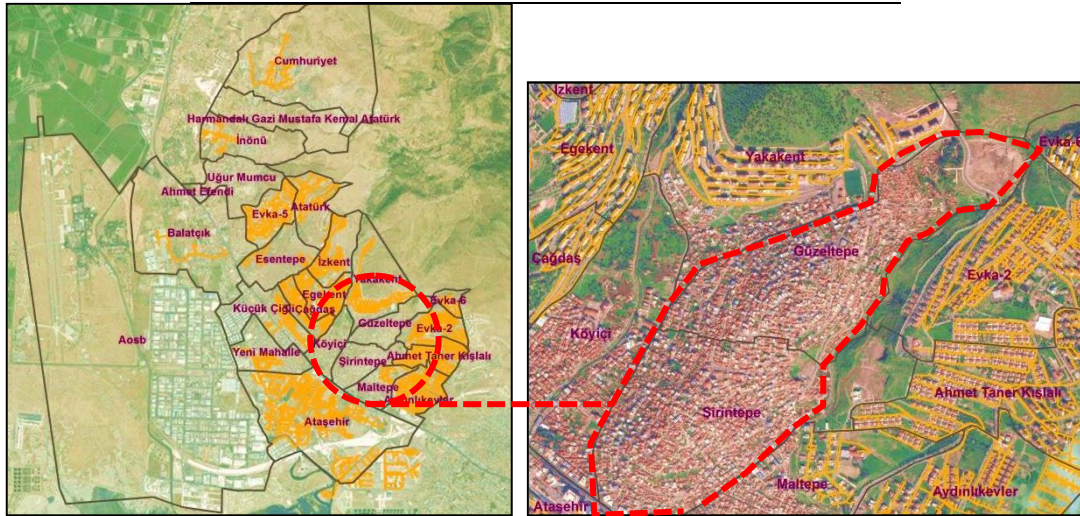 Cumhuriyet
Harmandalı Gazi Mustafa Kemal Atatürk
İnönü
Uğur Mumcu
Ahmet Efendi
Atatürk
Evka-5
Balatçık
Esentepe
İzkent
Yakakent
Egekent
Evka-6
Küçük Çiğli
Çağdaş
Güzeltepe
Evka-2
Aosb
Köyiçi
Yeni Mahalle
Şirintepe
Ahmet Taner Kışlalı
Maltepe
Aydınlıkevler
Ataşehir
İzkent
Egekent
Yakakent
Evka-6
Güzeltepe
Çağdaş
Evka-2
Köyiçi
Ahmet Taner Kışlalı
Şirintepe
Maltepe
Aydınlıkevler
Ataşehir